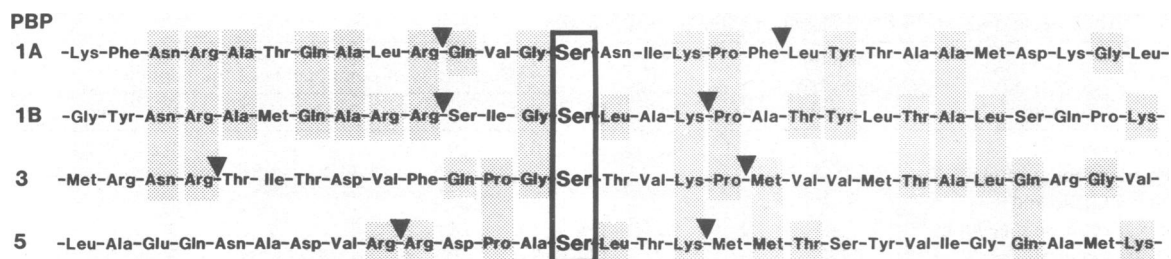 PBP
1A -Lys-Phe-Asn-Arg-Ala-Thr-Gln-Ala-Leu-Arg-Gln-Val-Gly-Ser-Asn-Ile-Lys-Pro-Phe-Leu-Tyr-Thr-Ala-Ala-Met-Asp-Lys-Gly-Leu-
1B -Gly-Tyr-Asn-Arg-Ala-Met-Gln-Ala-Arg-Arg-Ser-Ile-Gly-Ser-Leu-Ala-Lys-Pro-Ala-Thr-Tyr-Leu-Thr-Ala-Leu-Ser-Gln-Pro-Lys-
3 -Met-Arg-Asn-Arg-Thr-Ile-Thr-Asp-Val-Phe-Gln-Pro-Gly-Ser-Thr-Val-Lys-Pro-Met-Val-Val-Met-Thr-Ala-Leu-Gln-Arg-Gly-Val-
5 -Leu-Ala-Glu-Gln-Asn-Ala-Asp-Val-Arg-Arg-Asp-Pro-Ala-Ser-Leu-Thr-Lys-Met-Met-Thr-Ser-Tyr-Val-Ile-Gly-Gln-Ala-Met-Lys-